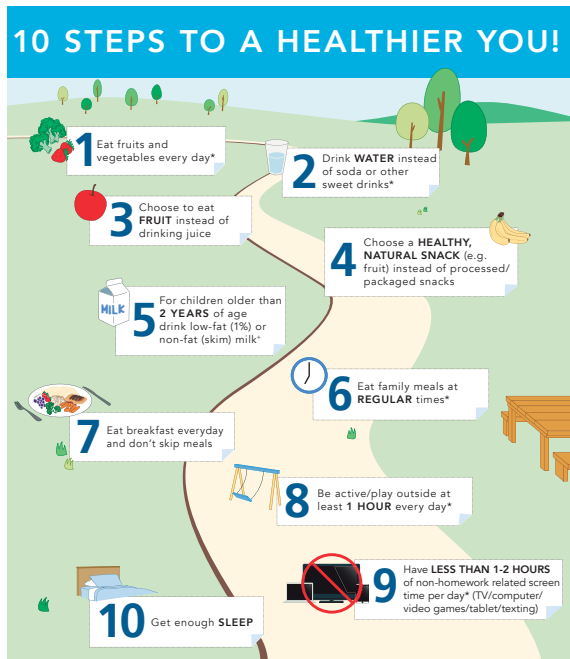 10 STEPS TO A HEALTHIER YOU!
1 Eat fruits and
vegetables every day*
2 Drink WATER instead
of soda or other
sweet drinks*
3 Choose to eat
FRUIT instead of
drinking juice
4 Choose a HEALTHY,
NATURAL SNACK (e.g.
fruit) instead of processed/
packaged snacks
MILK
5 For children older than
2 YEARS of age
drink low-fat (1%) or
non-fat (skim) milk⁺
6 Eat family meals at
REGULAR times*
7 Eat breakfast everyday
and don't skip meals
8 Be active/play outside at
least 1 HOUR every day*
9 Have LESS THAN 1-2 HOURS
of non-homework related screen
time per day* (TV/computer/
video games/tablet/texting)
10 Get enough SLEEP